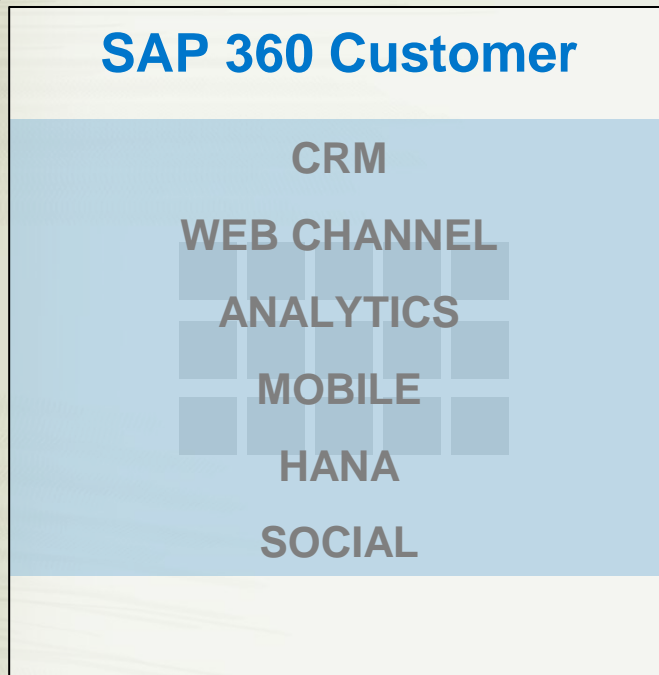 SAP 360 Customer
CRM
WEB CHANNEL
ANALYTICS
MOBILE
HANA
SOCIAL